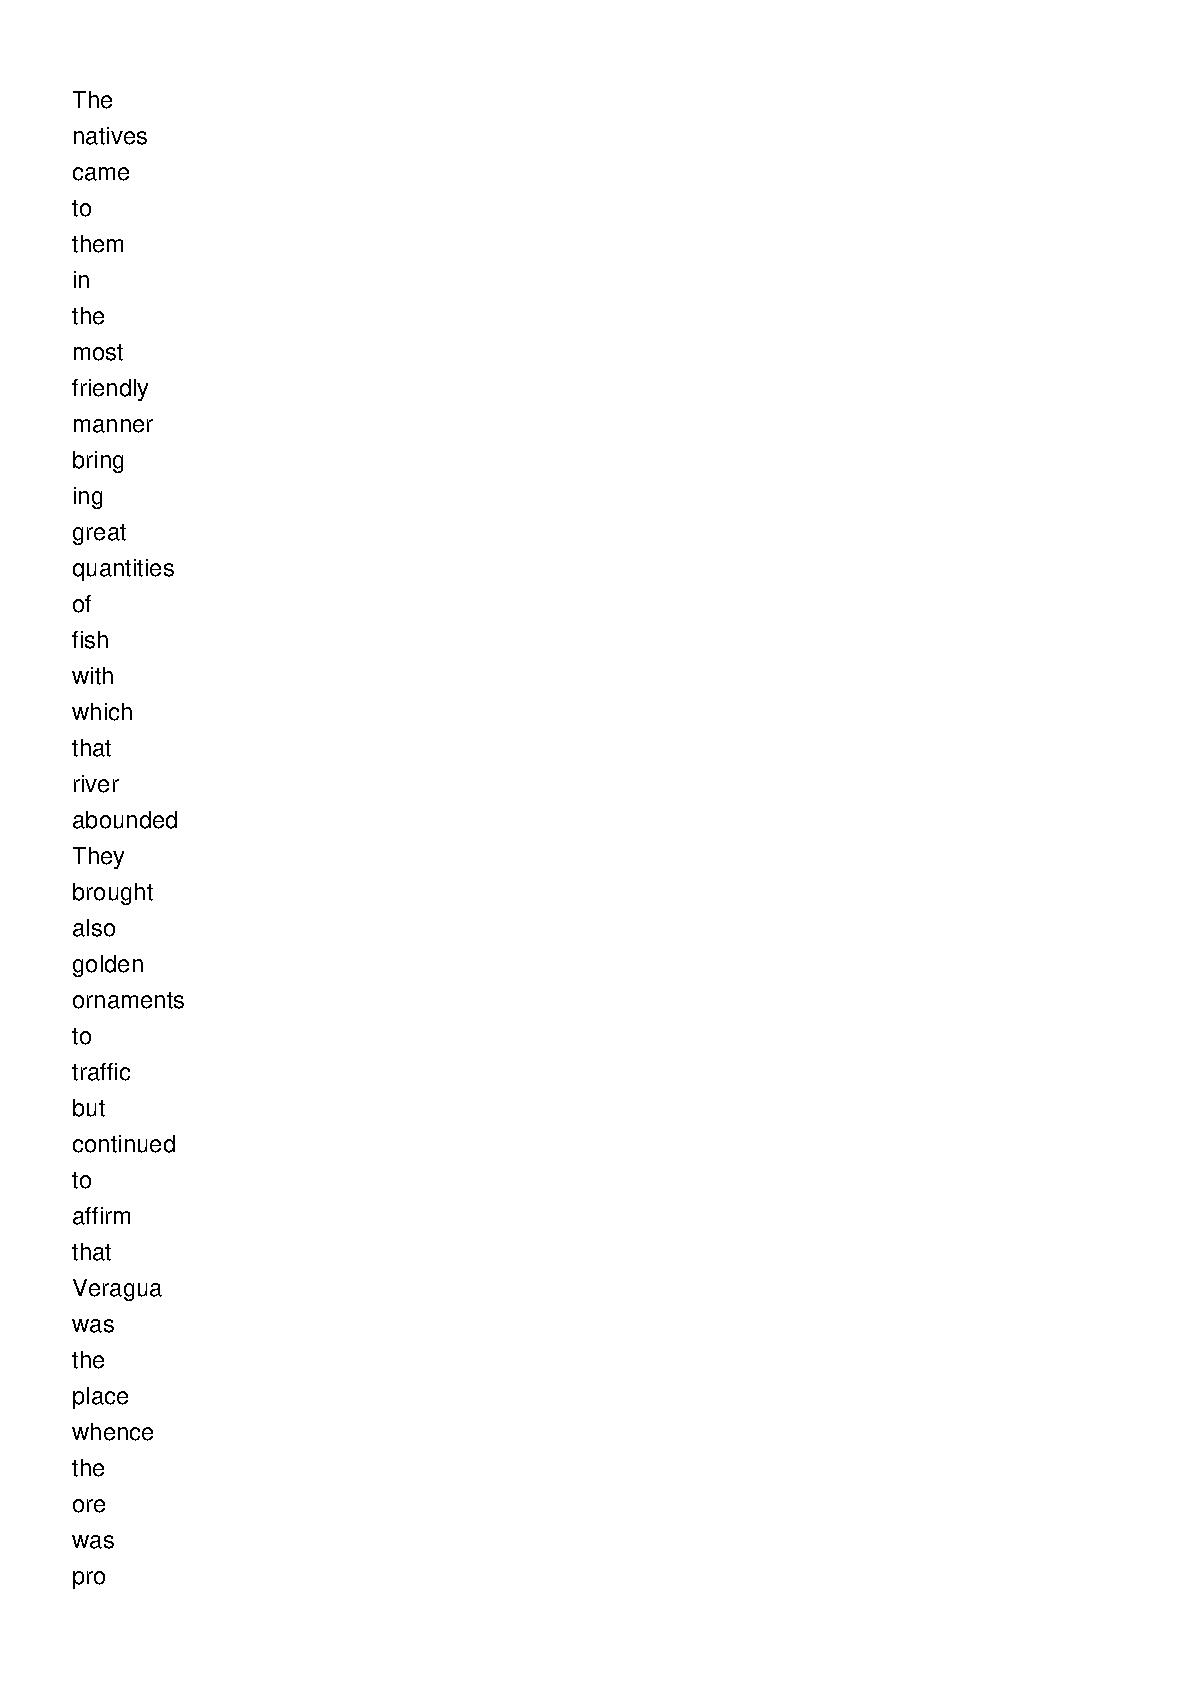 The
natives
came
to
them
in
the
most
friendly
manner
bring
ing
great
quantities
of
fish
with
which
that
river
abounded
They
brought
also
golden
ornaments
to
traffic
but
continued
to
affirm
that
Veragua
was
the
place
whence
the
ore
was
pro